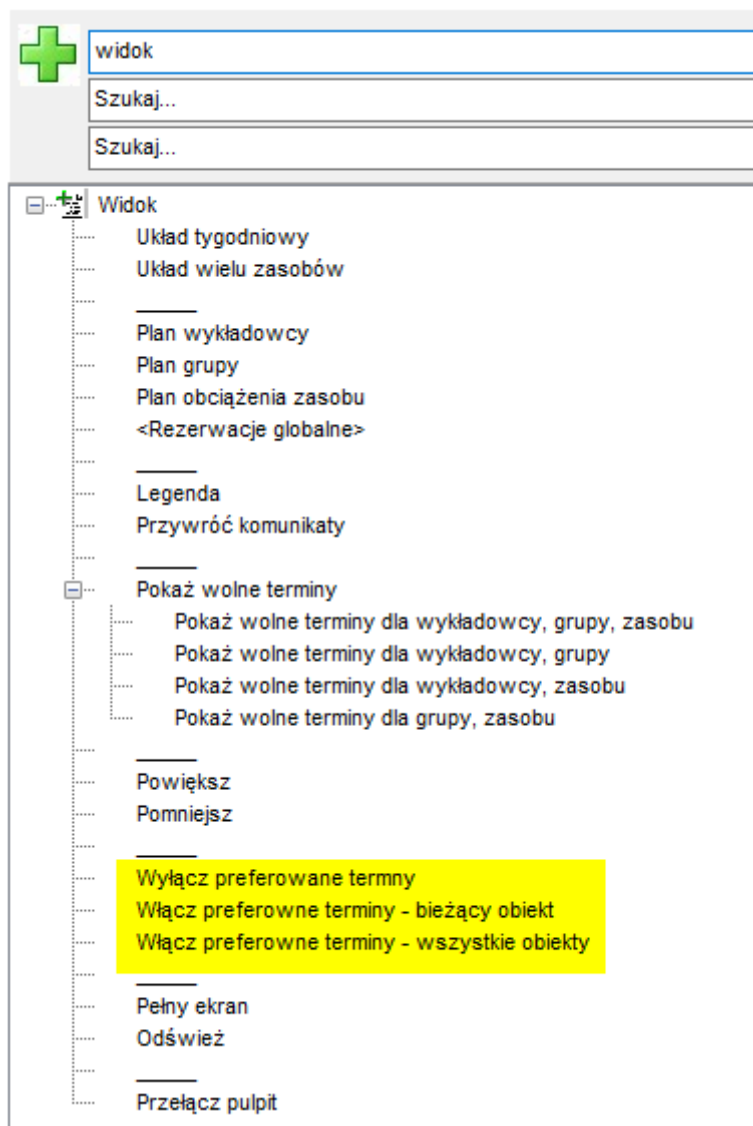 widok
Szukaj...
Szukaj...
Widok
Układ tygodniowy
Układ wielu zasobów
Plan wykładowcy
Plan grupy
Plan obciążenia zasobu
<Rezerwacje globalne>
Legenda
Przywróć komunikaty
Pokaż wolne terminy
Pokaż wolne terminy dla wykładowcy, grupy, zasobu
Pokaż wolne terminy dla wykładowcy, grupy
Pokaż wolne terminy dla wykładowcy, zasobu
Pokaż wolne terminy dla grupy, zasobu
Powiększ
Pomniejsz
Wyłącz preferowane termny
Włącz preferowne terminy - bieżący obiekt
Włącz preferowne terminy - wszystkie obiekty
Pełny ekran
Odśwież
Przełącz pulpit